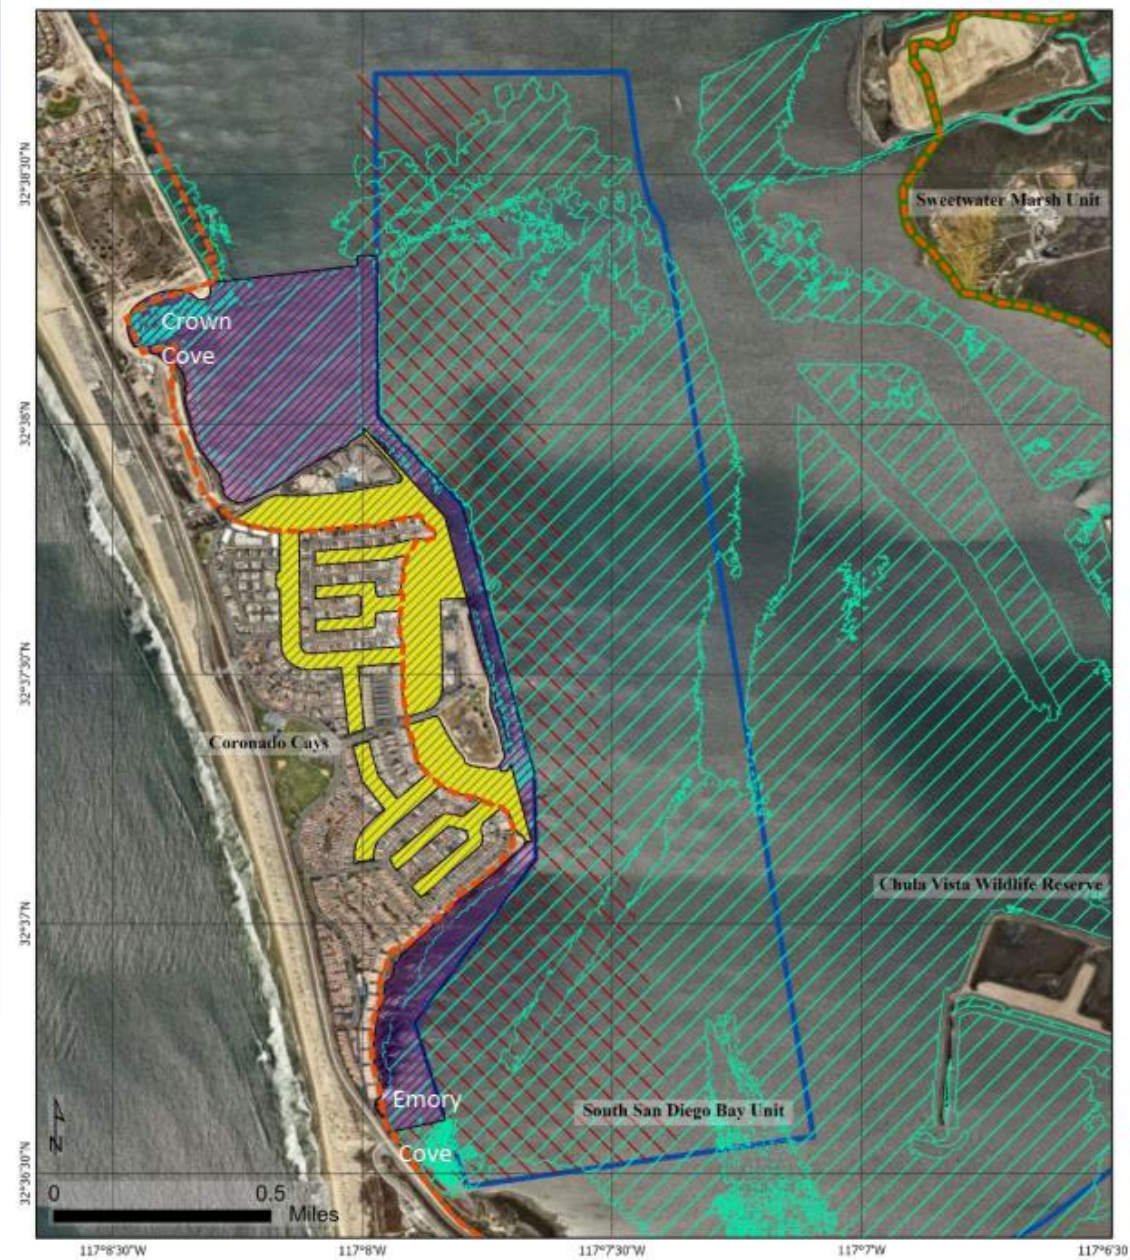 Sweetwater Marsh Unit
32°38'30"N
Crown
Cove
32°38'N
32°37'30"N
Coronado Cays
Chula Vista Wildlife Reserve
32°37'N
Emory
South San Diego Bay Unit
Cove
N
32°36'30"N
0 0.5
Miles
117°8'30"W 117°8'W 117°7'30"W 117°7'W 117°6'30